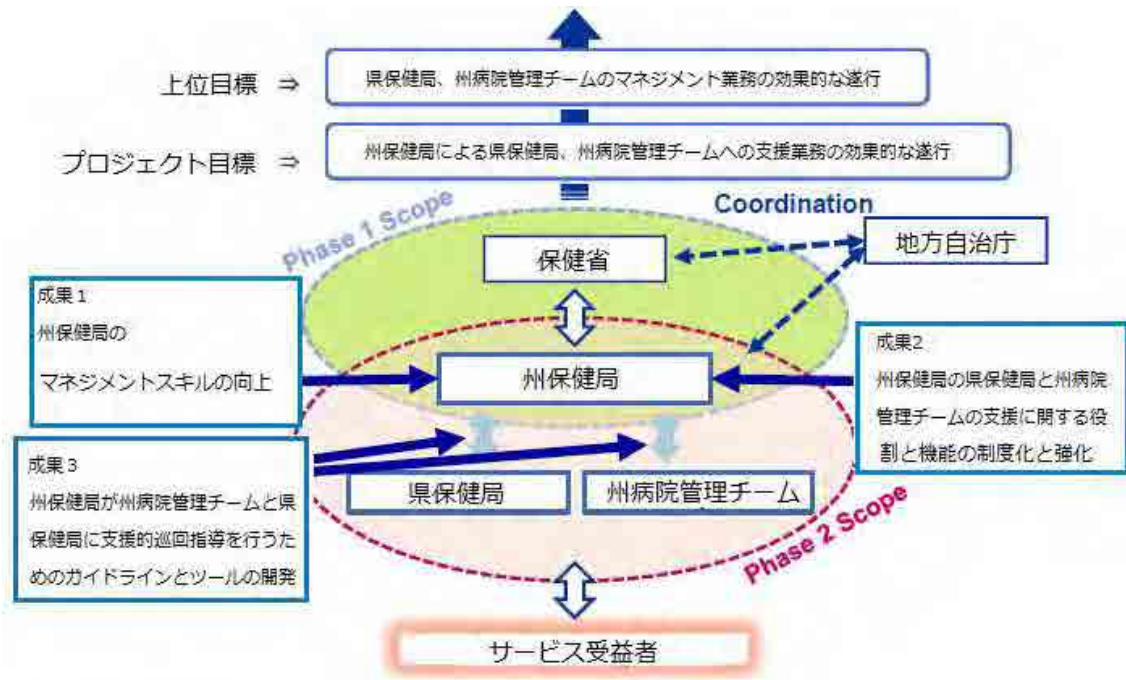 上位目標 ⇒
県保健局、州病院管理チームのマネジメント業務の効果的な遂行
プロジェクト目標 ⇒
州保健局による県保健局、州病院管理チームへの支援業務の効果的な遂行
Phase 1 Scope
Coordination
保健省
地方自治庁
成果1
州保健局の
マネジメントスキルの向上
州保健局
成果2
州保健局の県保健局と州病院
管理チームの支援に関する役
割と機能の制度化と強化
成果3
州保健局が州病院管理チームと県
保健局に支援的巡回指導を行うた
めのガイドラインとツールの開発
県保健局
州病院管理チーム
Phase 2 Scope
サービス受益者